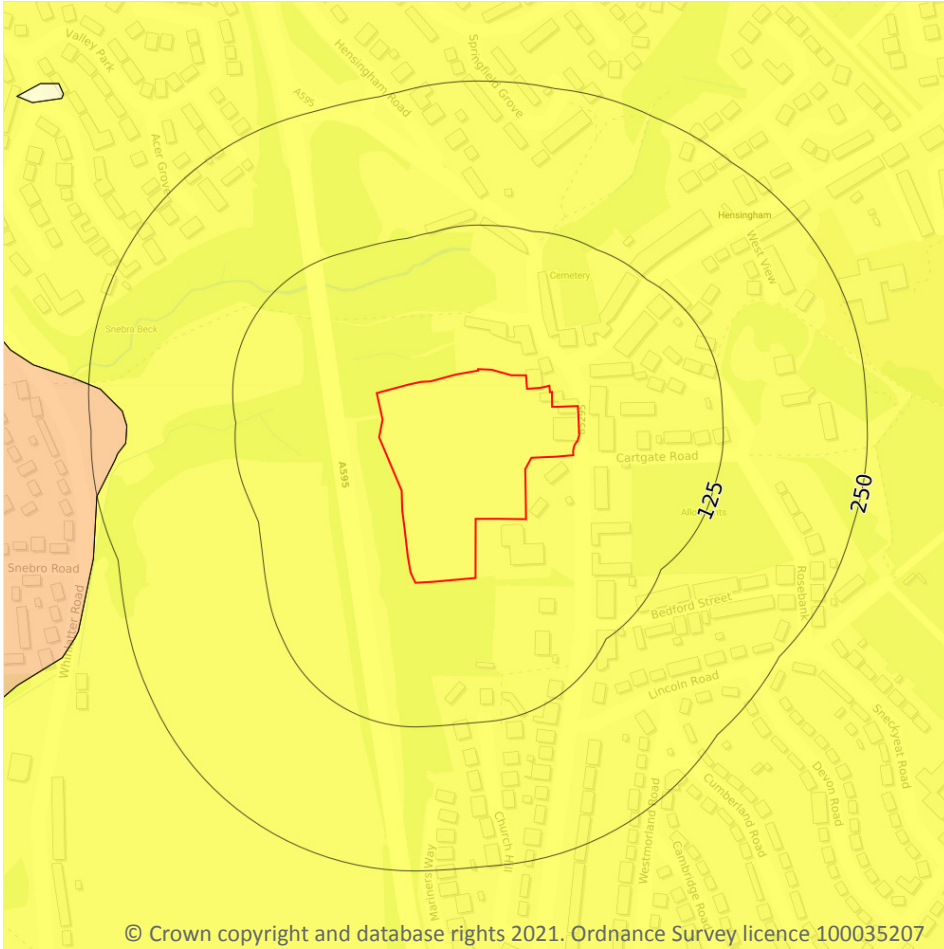 Valley Park
Hensingham Road
Springfield Grove
A595
Acer Grove
Hensingham
West View
Cemetery
Snebra Beck
B5295
A595
Cartgate Road
125
250
Snebro Road
Whinlatter Road
Rosebank
Bedford Street
Lincoln Road
Sneckyeat Road
Devon Road
Cumberland Road
Westmorland Road
Church Hill
Mariners Way
© Crown copyright and database rights 2021. Ordnance Survey licence 100035207